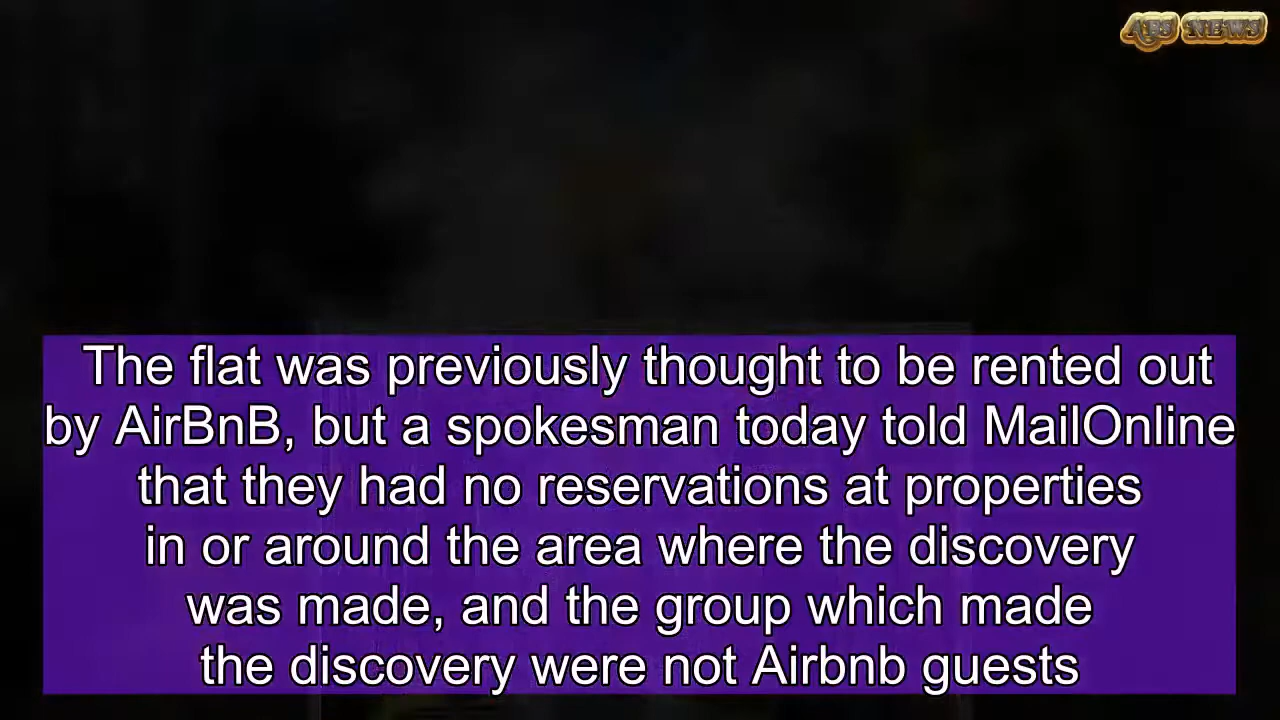 AFS NEWS
The flat was previously thought to be rented out
by AirBnB, but a spokesman today told MailOnline
that they had no reservations at properties
in or around the area where the discovery
was made, and the group which made
the discovery were not Airbnb guests